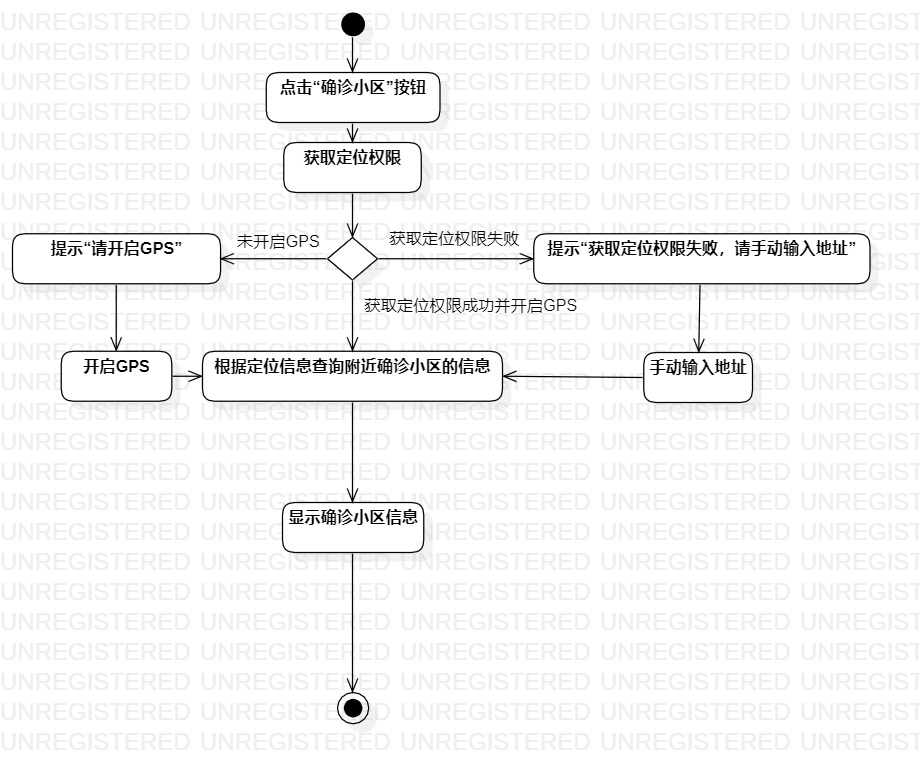 点击“确诊小区”按钮
获取定位权限
未开启GPS
获取定位权限失败
提示“请开启GPS”
提示“获取定位权限失败，请手动输入地址”
获取定位权限成功并开启GPS
开启GPS
根据定位信息查询附近确诊小区的信息
手动输入地址
显示确诊小区信息
UNREGISTERED